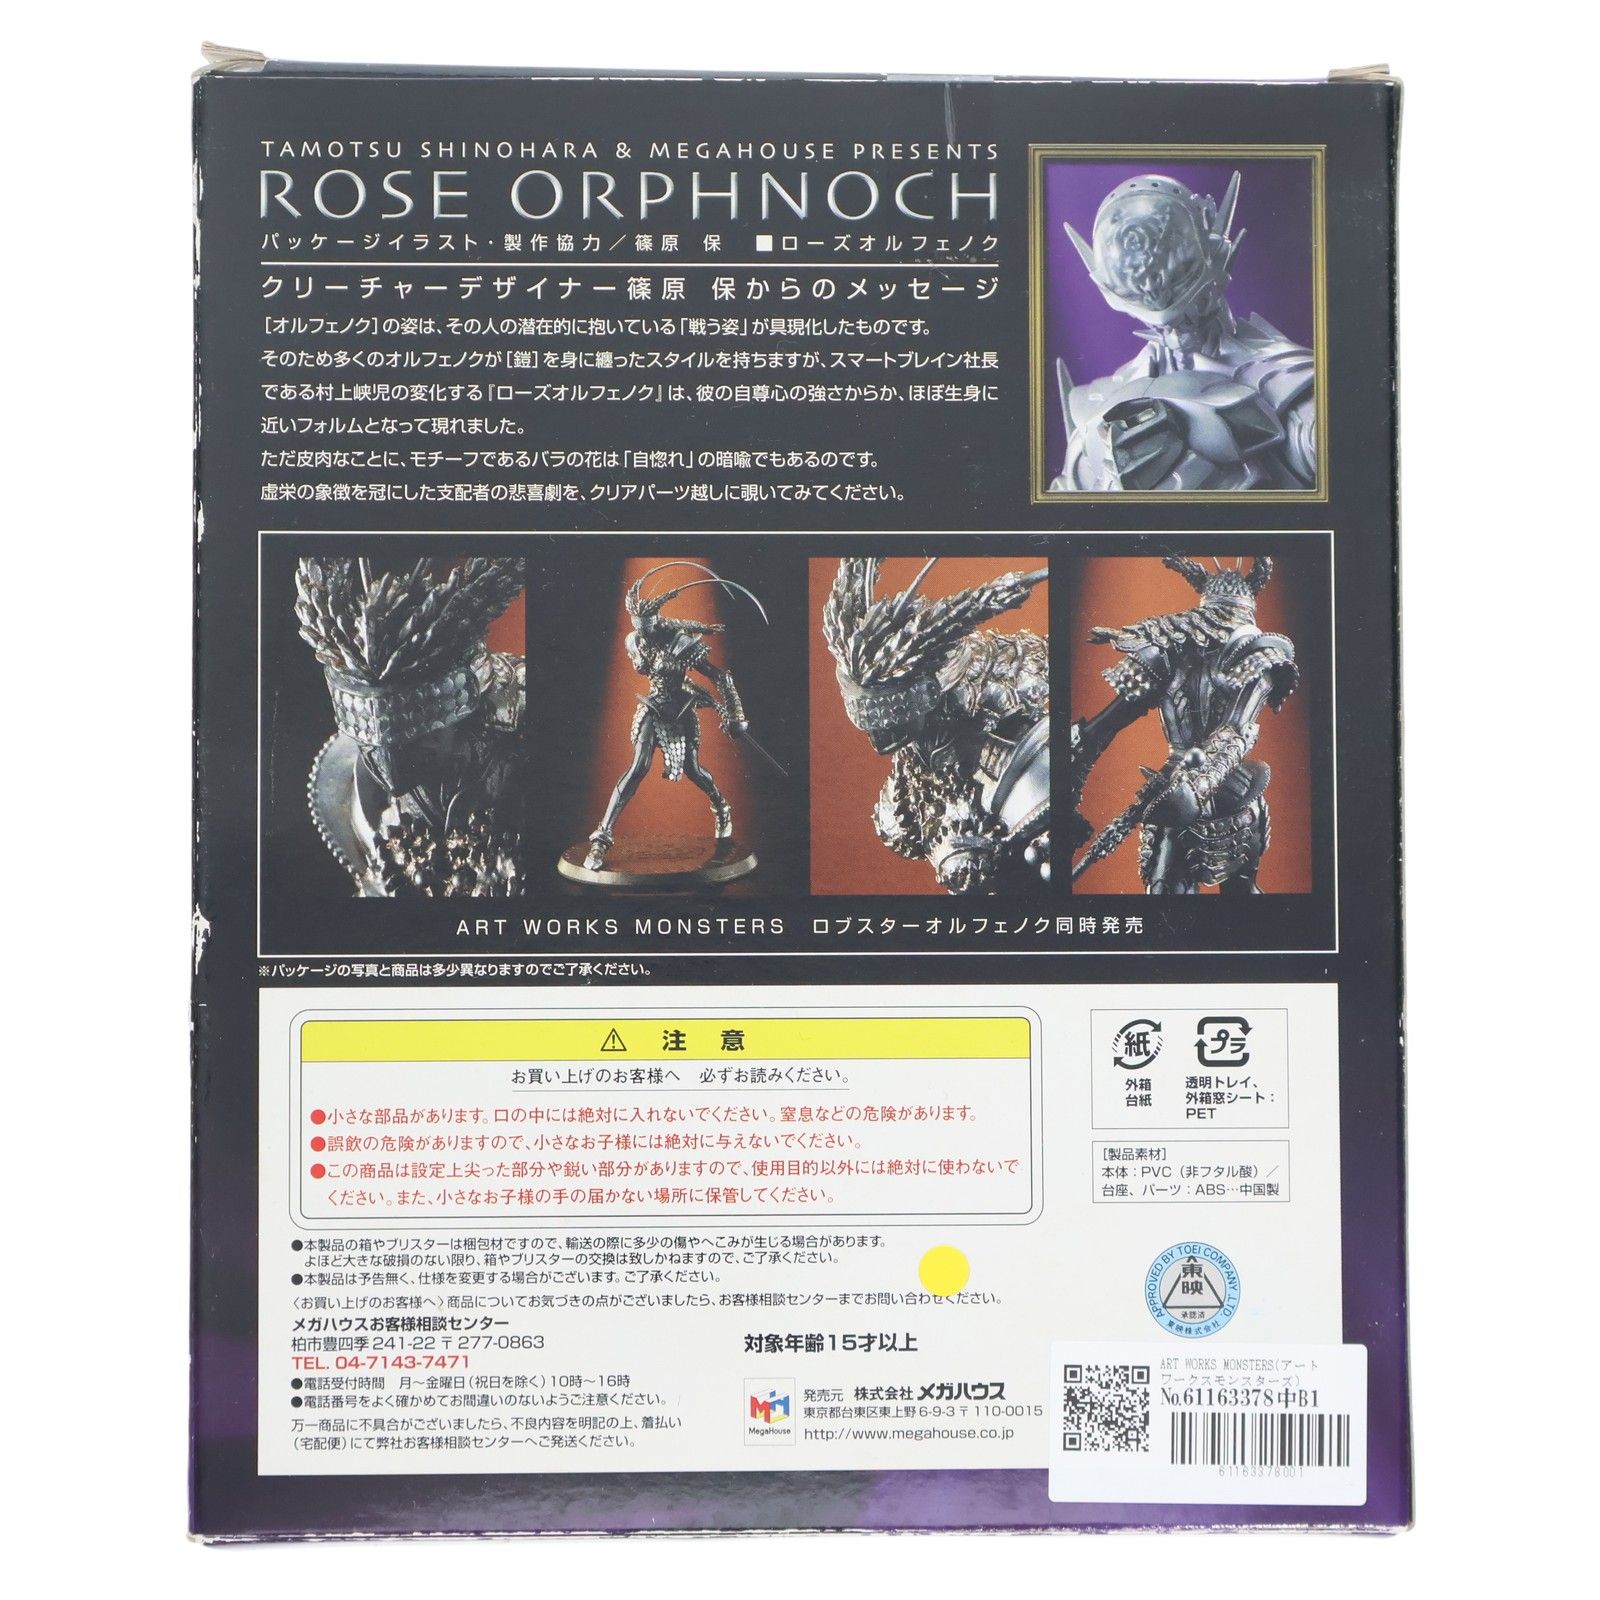 TAMOTSU SHINOHARA & MEGAHOUSE PRESENTS
ROSE ORPHNOCH
パッケージイラスト・製作協力／篠原 保 ■ローズオルフェノク
クリーチャーデザイナー篠原 保からのメッセージ
［オルフェノク］の姿は、その人の潜在的に抱いている「戦う姿」が具現化したものです。
そのため多くのオルフェノクが［鎧］を身に纏ったスタイルを持ちますが、スマートブレイン社長
である村上峡児の変化する『ローズオルフェノク』は、彼の自尊心の強さからか、ほぼ生身に
近いフォルムとなって現れました。
ただ皮肉なことに、モチーフであるバラの花は「自惚れ」の暗喩でもあるのです。
虚栄の象徴を冠にした支配者の悲喜劇を、クリアパーツ越しに覗いてみてください。
ART WORKS MONSTERS ロブスターオルフェノク同時発売
※パッケージの写真と商品は多少異なりますのでご了承ください。
⚠ 注 意
お買い上げのお客様へ 必ずお読みください。
●小さな部品があります。口の中には絶対に入れないでください。窒息などの危険があります。
●誤飲の危険がありますので、小さなお子様には絶対に与えないでください。
●この商品は設定上尖った部分や鋭い部分がありますので、使用目的以外には絶対に使わないで
ください。また、小さなお子様の手の届かない場所に保管してください。
紙
プラ
外箱
台紙
透明トレイ、
外箱窓シート：
PET
［製品素材］
本体：PVC（非フタル酸）／
台座、パーツ：ABS…中国製
●本製品の箱やブリスターは梱包材ですので、輸送の際に多少の傷やへこみが生じる場合があります。
よほど大きな破損のない限り、箱やブリスターの交換は致しかねますので、ご了承ください。
●本製品は予告無く、仕様を変更する場合がございます。ご了承ください。
〈お買い上げのお客様へ〉商品についてお気づきの点がございましたら、お客様相談センターまでお問い合わせください。
メガハウスお客様相談センター
柏市豊四季241-22 〒277-0863
TEL. 04-7143-7471
●電話受付時間 月～金曜日（祝日を除く）10時～16時
●電話番号をよく確かめてお間違いのないようご注意ください。
万一商品に不具合がございましたら、不良内容を明記の上、着払い
（宅配便）にて弊社お客様相談センターへご発送ください。
対象年齢15才以上
MegaHouse
発売元 株式会社メガハウス
東京都台東区東上野6-9-3 〒110-0015
http://www.megahouse.co.jp
APPROVED BY TOEI COMPANY, LTD.
東映
承認済
東映株式会社
ART WORKS MONSTERS(アート
ワークスモンスターズ)
No.61163378中B1
61163378001